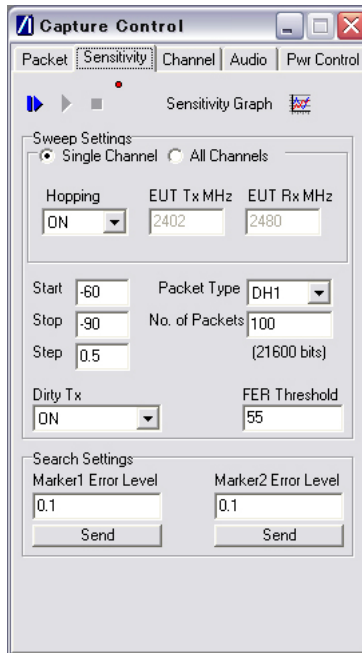 Capture Control
Packet Sensitivity Channel Audio Pwr Control
Sensitivity Graph
Sweep Settings
Single Channel All Channels
Hopping EUT Tx MHz EUT Rx MHz
ON 2402 2480
Start -60 Packet Type DH1
Stop -90 No. of Packets 100
Step 0.5 (21600 bits)
Dirty Tx FER Threshold
ON 55
Search Settings
Marker1 Error Level Marker2 Error Level
0.1 0.1
Send Send